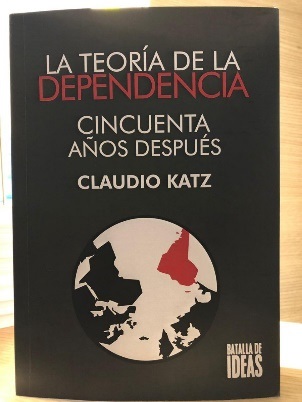 LA TEORÍA DE LA
DEPENDENCIA
CINCUENTA
AÑOS DESPUÉS
CLAUDIO KATZ
BATALLA DE
IDEAS